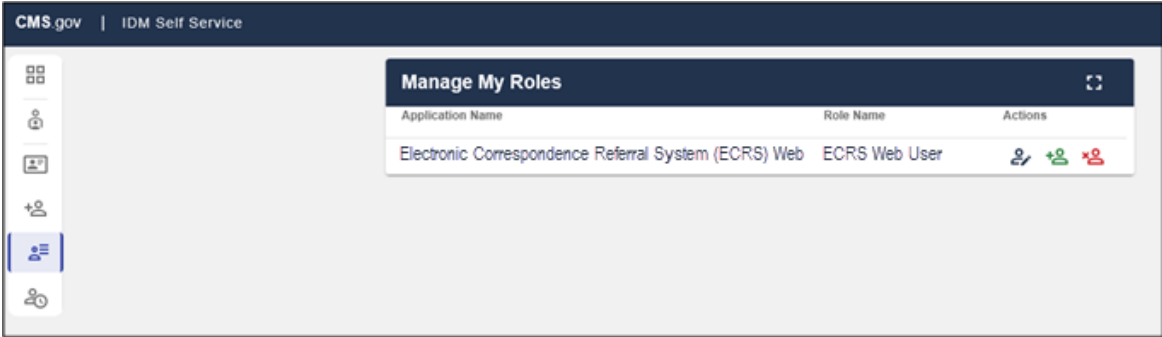 CMS.gov | IDM Self Service
Manage My Roles
Application Name Role Name Actions
Electronic Correspondence Referral System (ECRS) Web ECRS Web User